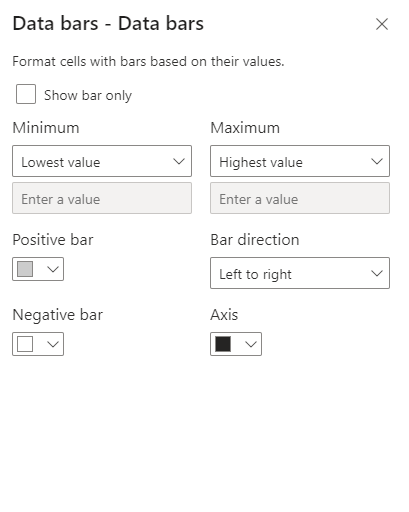 Data bars - Data bars
Format cells with bars based on their values.
Show bar only
Minimum
Maximum
Lowest value
Highest value
Enter a value
Enter a value
Positive bar
Bar direction
Left to right
Negative bar
Axis